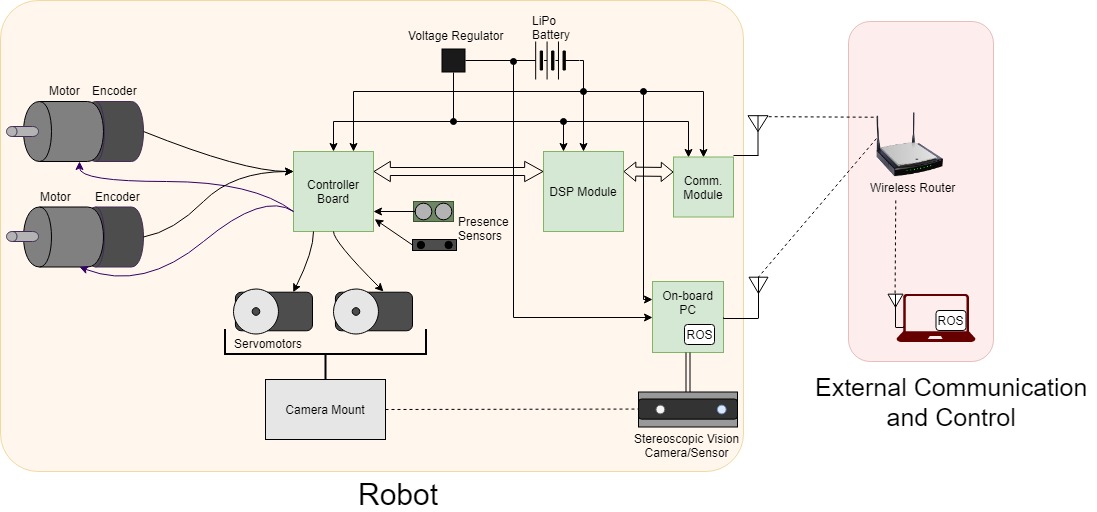 LiPo
Battery
Voltage Regulator
Motor
Encoder
Motor
Encoder
Controller
Board
DSP Module
Comm.
Module
Presence
Sensors
Wireless Router
On-board
PC
ROS
ROS
Servomotors
Camera Mount
Stereoscopic Vision
Camera/Sensor
External Communication
and Control
Robot